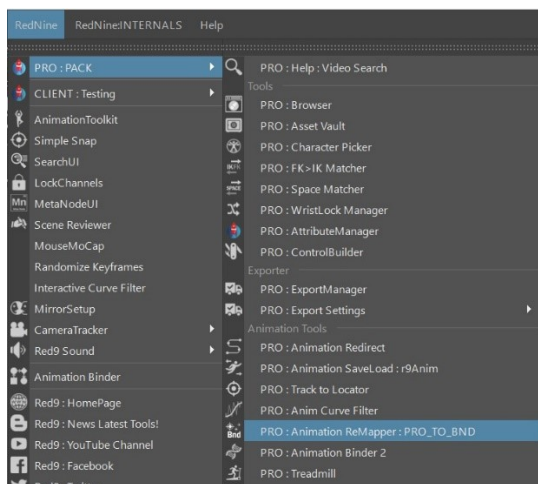 RedNine RedNine:INTERNALS Help
PRO : PACK
CLIENT : Testing
AnimationToolkit
Simple Snap
SearchUI
LockChannels
Mn MetaNodeUI
Scene Reviewer
MouseMoCap
Randomize Keyframes
Interactive Curve Filter
MirrorSetup
CameraTracker
Red9 Sound
Animation Binder
Red9 : HomePage
Red9 : News Latest Tools!
Red9 : YouTube Channel
Red9 : Facebook
PRO : Help : Video Search
Tools
PRO : Browser
PRO : Asset Vault
PRO : Character Picker
PRO : FK>IK Matcher
SPACE PRO : Space Matcher
PRO : WristLock Manager
PRO : AttributeManager
PRO : ControlBuilder
Exporter
PRO : ExportManager
PRO : Export Settings
Animation Tools
PRO : Animation Redirect
PRO : Animation SaveLoad : r9Anim
PRO : Track to Locator
PRO : Anim Curve Filter
Bnd PRO : Animation ReMapper : PRO_TO_BND
PRO : Animation Binder 2
PRO : Treadmill